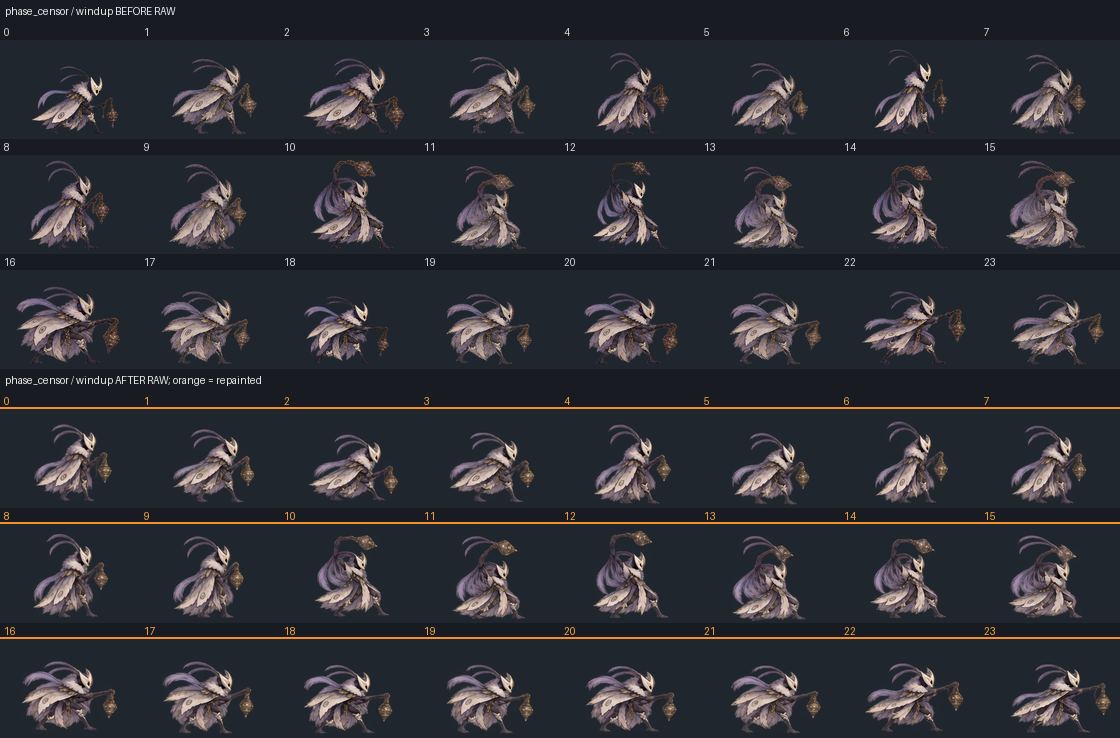 phase_censor / windup BEFORE RAW
0 1 2 3 4 5 6 7
8 9 10 11 12 13 14 15
16 17 18 19 20 21 22 23
phase_censor / windup AFTER RAW; orange = repainted
0 1 2 3 4 5 6 7
8 9 10 11 12 13 14 15
16 17 18 19 20 21 22 23